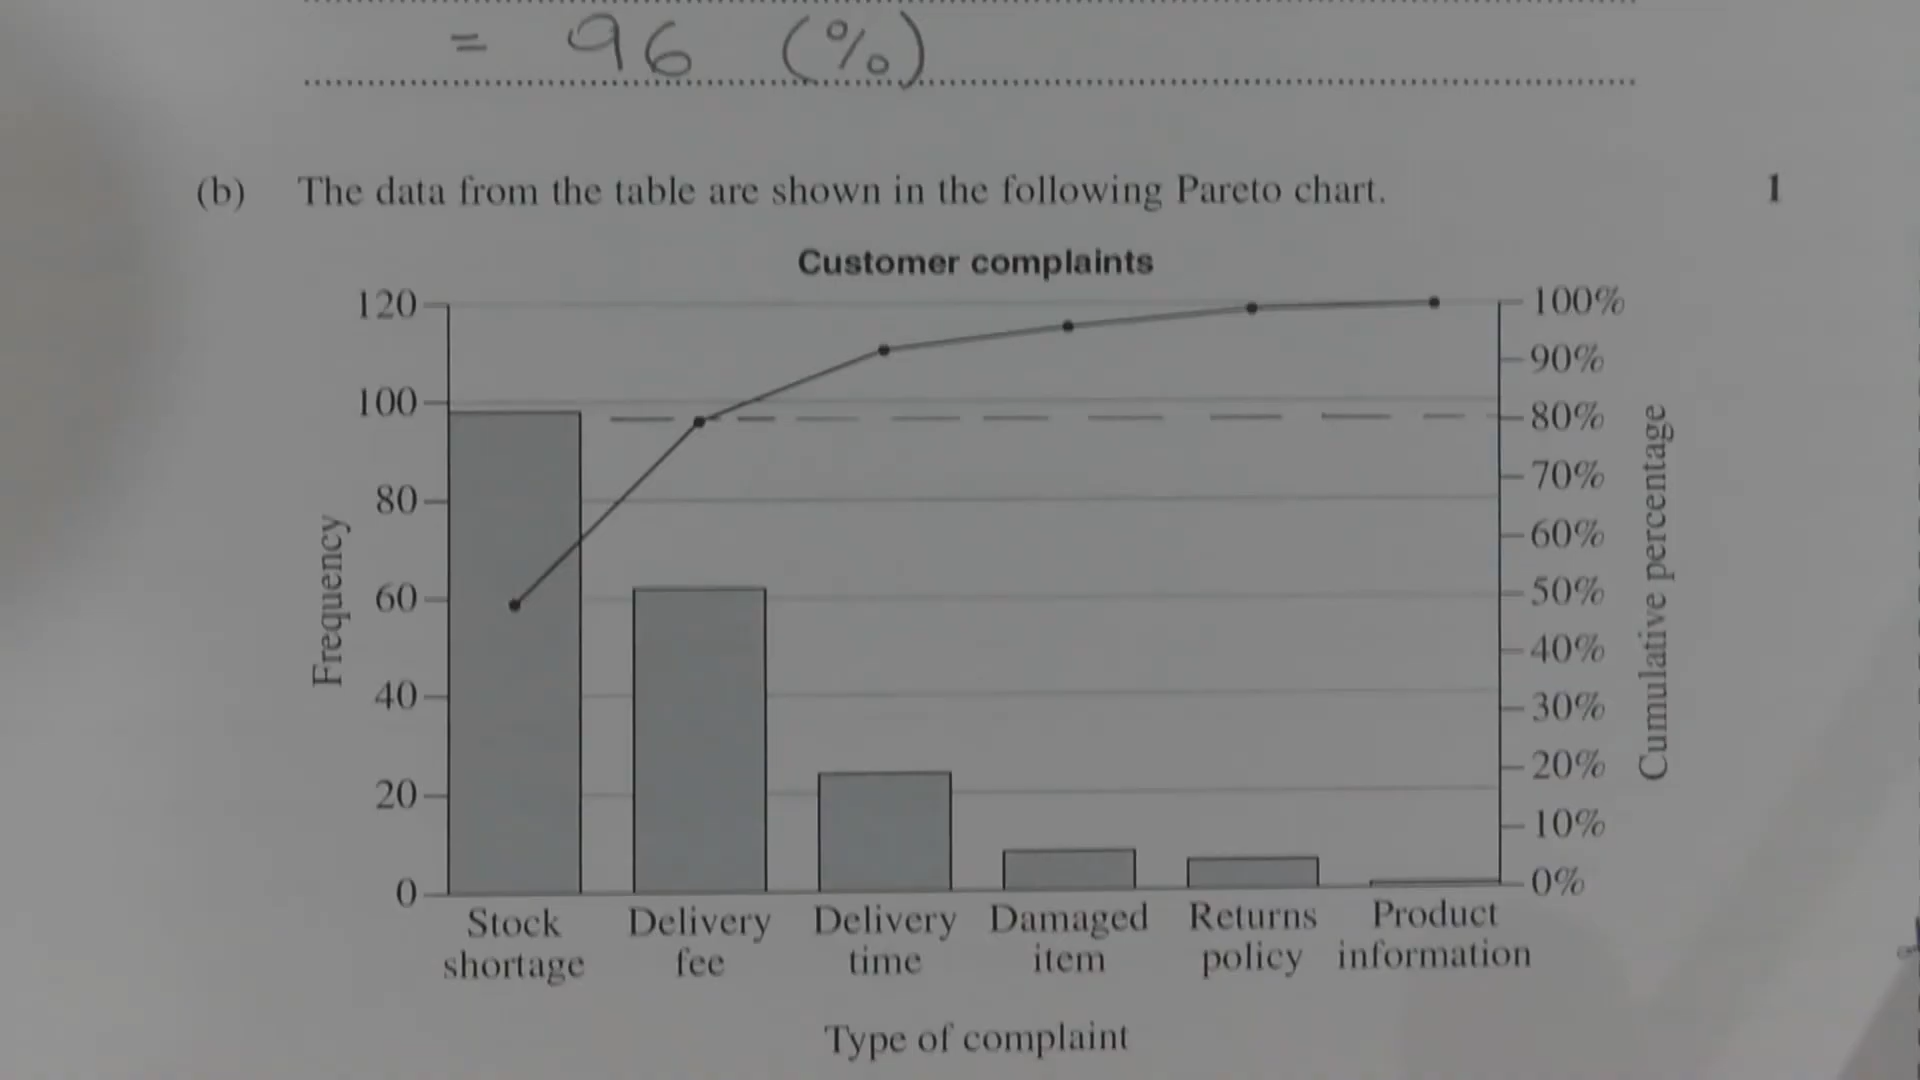 = 96 (%)
(b) The data from the table are shown in the following Pareto chart. 1
Customer complaints
120
100
80
60
40
20
0
Frequency
100%
90%
80%
70%
60%
50%
40%
30%
20%
10%
0%
Cumulative percentage
Stock shortage
Delivery fee
Delivery time
Damaged item
Returns policy
Product information
Type of complaint